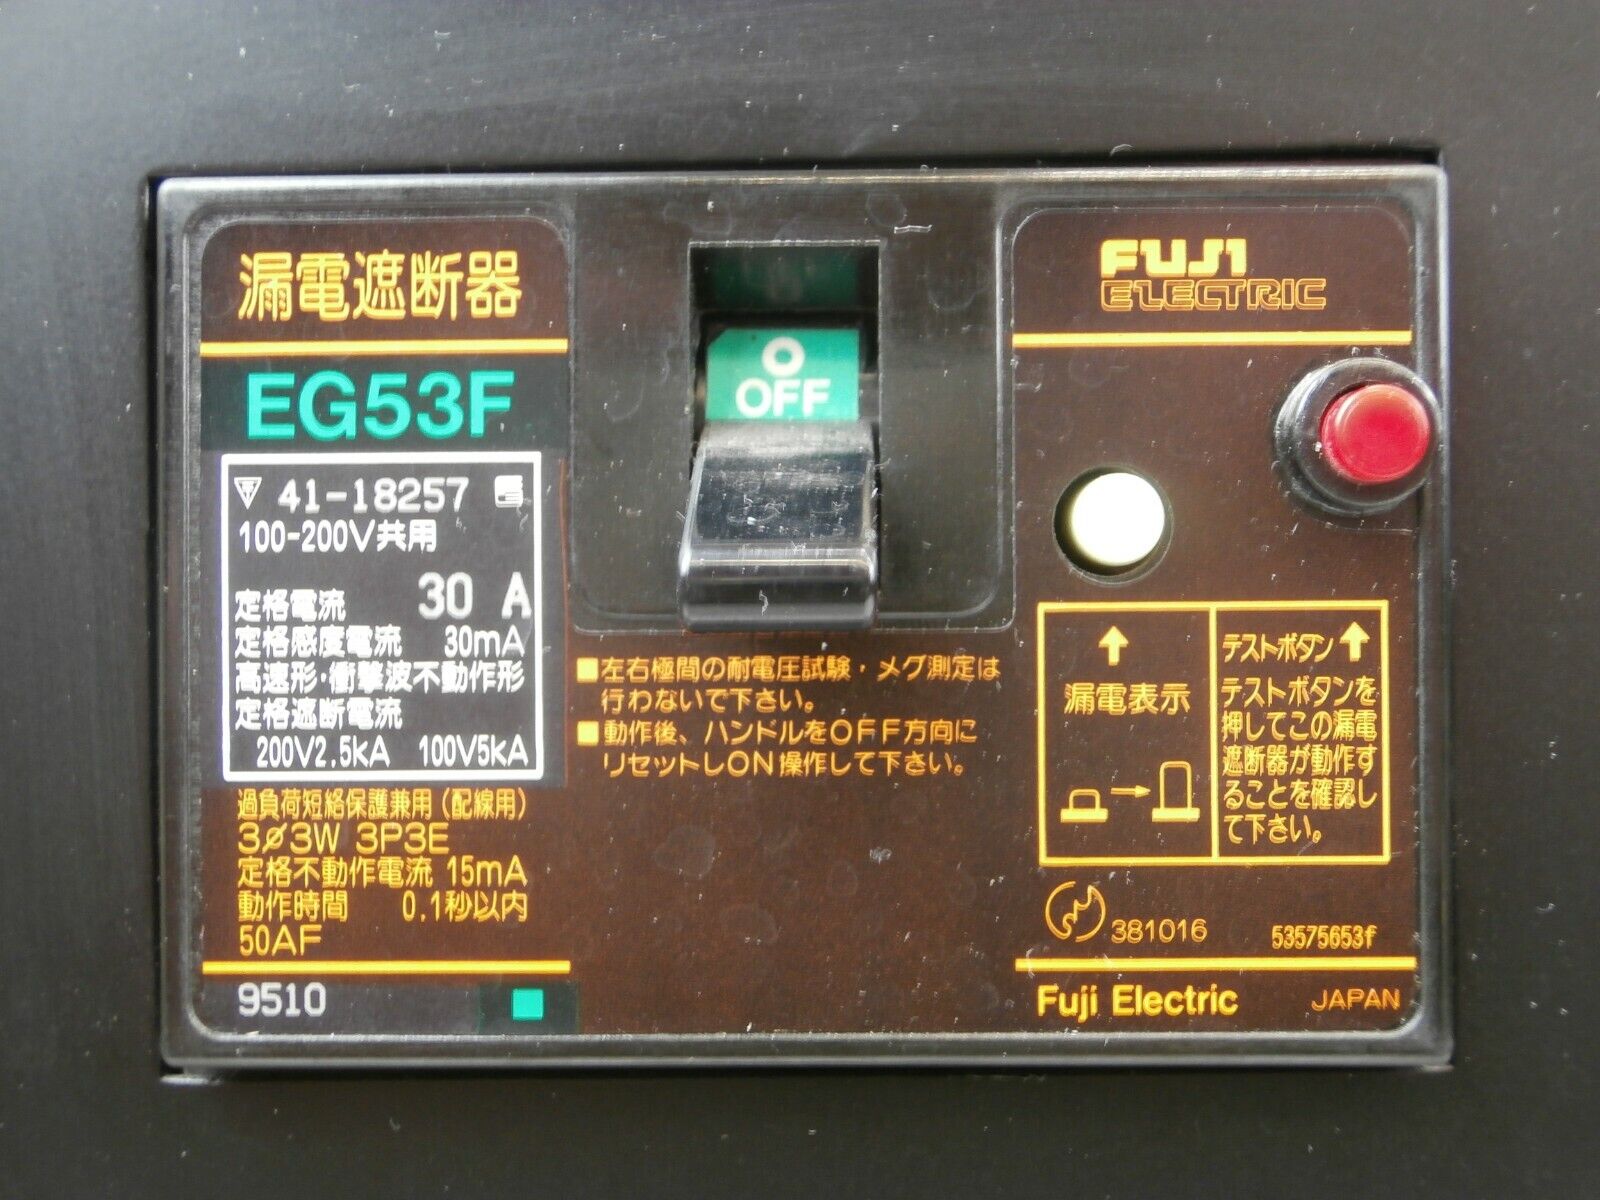 漏電遮断器
EG53F
41-18257
100-200V共用
定格電流 30 A
定格感度電流 30mA
高速形・衝撃波不動作形
定格遮断電流
200V2.5kA 100V5kA
過負荷短絡保護兼用(配線用)
3ø3W 3P3E
定格不動作電流 15mA
動作時間 0.1秒以内
50AF
9510
O
OFF
■左右極間の耐電圧試験・メグ測定は
行わないで下さい。
■動作後、ハンドルをOFF方向に
リセットしON操作して下さい。
FUJI
ELECTRIC
↑
漏電表示
→
テストボタン↑
テストボタンを
押してこの漏電
遮断器が動作す
ることを確認し
て下さい。
381016 53575653f
Fuji Electric JAPAN